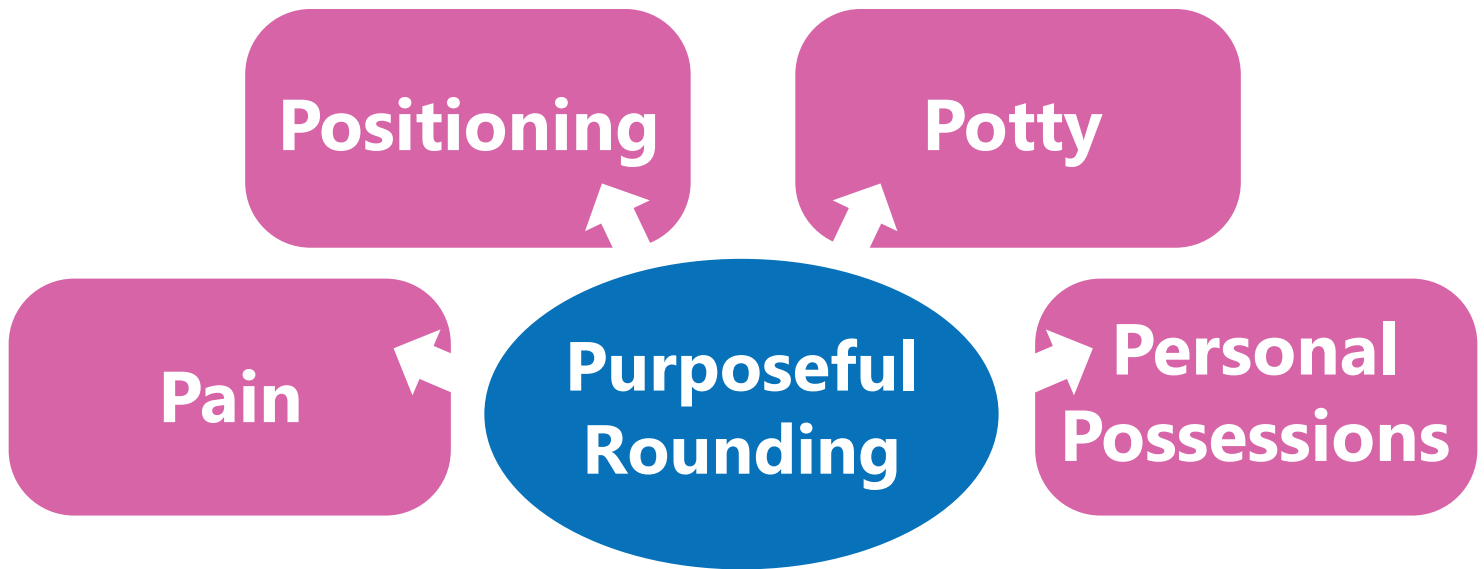 Positioning
Potty
Pain
Purposeful
Rounding
Personal
Possessions